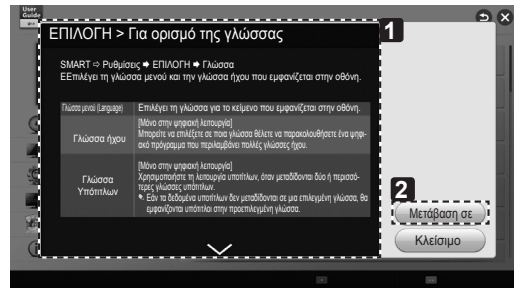 User
Guide
ΕΠΙΛΟΓΗ > Για ορισμό της γλώσσας
1
SMART ⇨ Ρυθμίσεις ➡ ΕΠΙΛΟΓΗ ➡ Γλώσσα
ΕΕπιλέγει τη γλώσσα μενού και την γλώσσα ήχου που εμφανίζεται στην οθόνη.
Γλώσσα μενού (Language)
Επιλέγει τη γλώσσα για το κείμενο που εμφανίζεται στην οθόνη.
Γλώσσα ήχου
[Μόνο στην ψηφιακή λειτουργία]
Μπορείτε να επιλέξετε σε ποια γλώσσα θέλετε να παρακολουθήσετε ένα ψηφι-
ακό πρόγραμμα που περιλαμβάνει πολλές γλώσσες ήχου.
Γλώσσα
Υπότιτλων
[Μόνο στην ψηφιακή λειτουργία]
Χρησιμοποιήστε τη λειτουργία υποτίτλων, όταν μεταδίδονται δύο ή περισσό-
τερες γλώσσες υποτίτλων.
Εάν τα δεδομένα υποτίτλων δεν μεταδίδονται σε μια επιλεγμένη γλώσσα, θα
εμφανίζονται υπότιτλοι στην προεπιλεγμένη γλώσσα.
2
Μετάβαση σε
Κλείσιμο